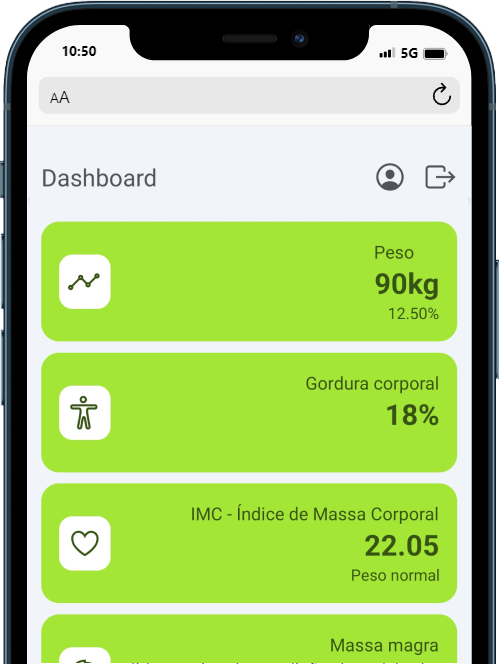 10:50
5G
AA
Dashboard
Peso
90kg
12.50%
Gordura corporal
18%
IMC - Índice de Massa Corporal
22.05
Peso normal
Massa magra